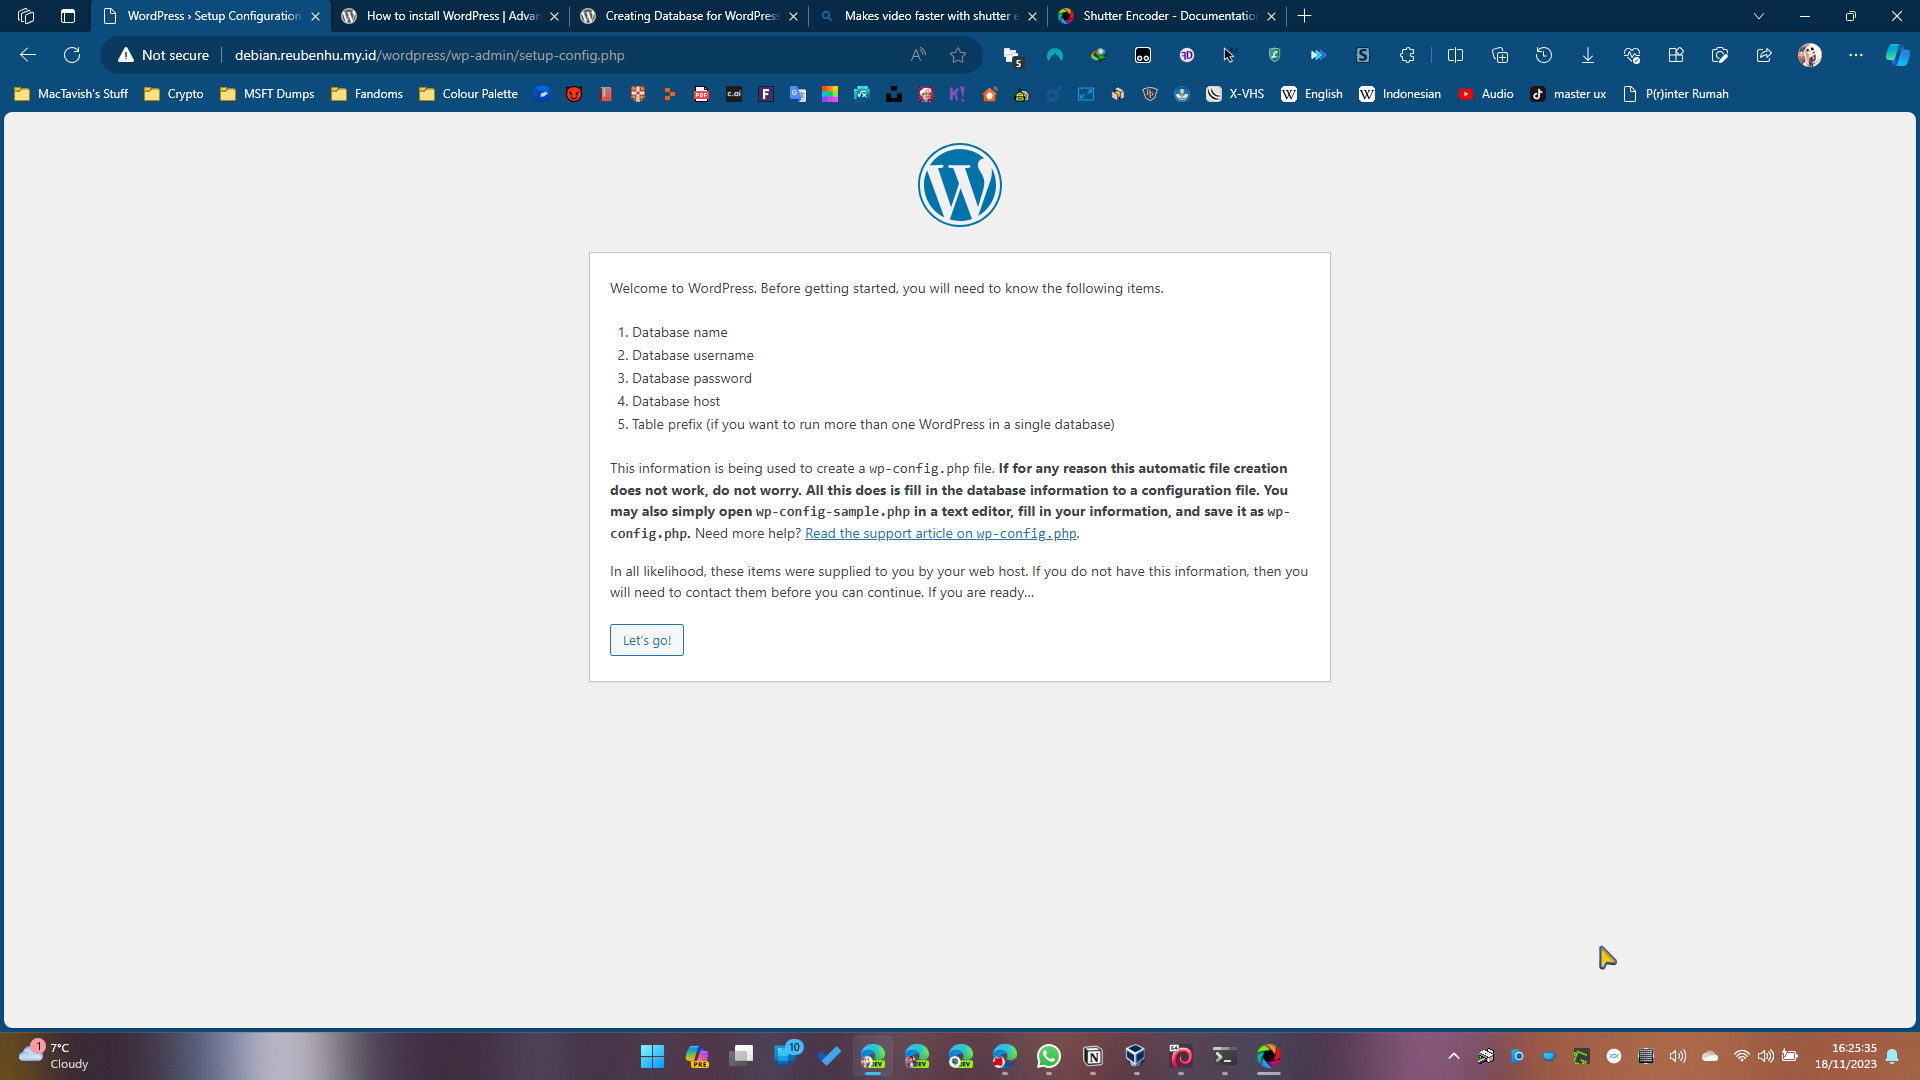 WordPress › Setup Configuration
How to install WordPress | Advan
Creating Database for WordPress
Makes video faster with shutter e
Shutter Encoder - Documentatio
Not secure
debian.reubenhu.my.id/wordpress/wp-admin/setup-config.php
5
MacTavish's Stuff
Crypto
MSFT Dumps
Fandoms
Colour Palette
X-VHS
English
Indonesian
Audio
master ux
P(r)inter Rumah
Welcome to WordPress. Before getting started, you will need to know the following items.
1. Database name
2. Database username
3. Database password
4. Database host
5. Table prefix (if you want to run more than one WordPress in a single database)
This information is being used to create a wp-config.php file. If for any reason this automatic file creation
does not work, do not worry. All this does is fill in the database information to a configuration file. You
may also simply open wp-config-sample.php in a text editor, fill in your information, and save it as wp-
config.php. Need more help? Read the support article on wp-config.php.
In all likelihood, these items were supplied to you by your web host. If you do not have this information, then you
will need to contact them before you can continue. If you are ready…
Let's go!
1
7°C
Cloudy
PRE
10
16:25:35
18/11/2023